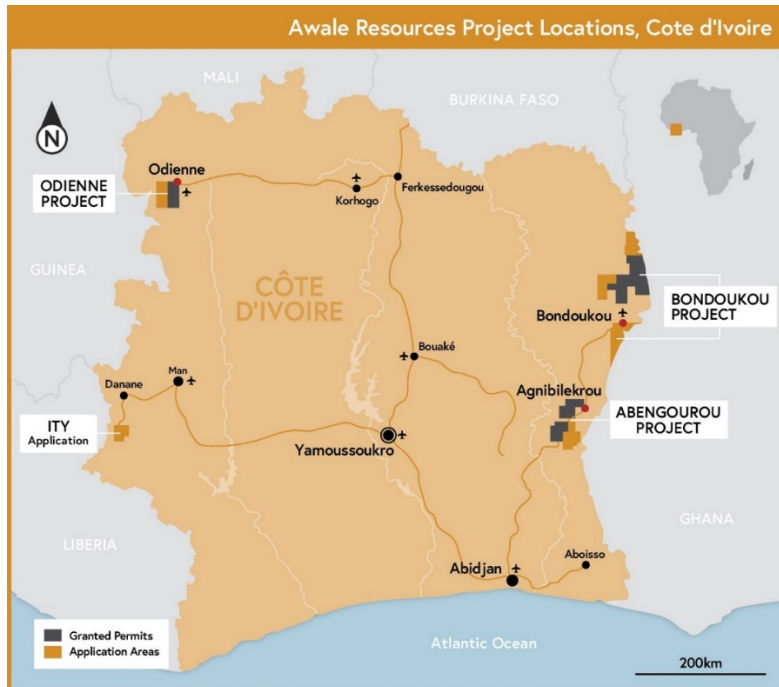 Awale Resources Project Locations, Cote d'Ivoire
MALI
BURKINA FASO
N
Odienne
ODIENNE
PROJECT
Korhogo
Ferkessedougou
GUINEA
CÔTE
D'IVOIRE
BONDOUKOU
PROJECT
Bondoukou
Bouaké
Man
Danane
Agnibilekrou
ITY
Application
ABENGOUROU
PROJECT
Yamoussoukro
GHANA
LIBERIA
Aboisso
Abidjan
Granted Permits
Application Areas
Atlantic Ocean
200km